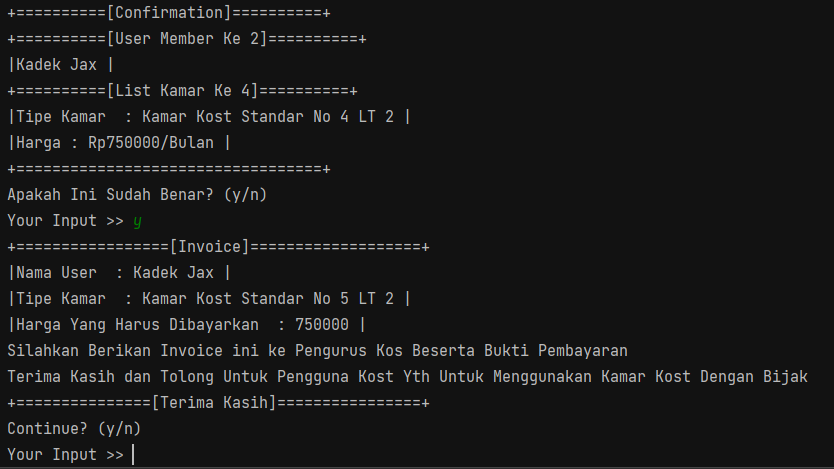 +==========[Confirmation]==========+
+==========[User Member Ke 2]==========+
|Kadek Jax |
+==========[List Kamar Ke 4]==========+
|Tipe Kamar  : Kamar Kost Standar No 4 LT 2 |
|Harga : Rp750000/Bulan |
+==================================+
Apakah Ini Sudah Benar? (y/n)
Your Input >> y
+=================[Invoice]===================+
|Nama User  : Kadek Jax |
|Tipe Kamar  : Kamar Kost Standar No 5 LT 2 |
|Harga Yang Harus Dibayarkan  : 750000 |
Silahkan Berikan Invoice ini ke Pengurus Kos Beserta Bukti Pembayaran
Terima Kasih dan Tolong Untuk Pengguna Kost Yth Untuk Menggunakan Kamar Kost Dengan Bijak
+===============[Terima Kasih]================+
Continue? (y/n)
Your Input >>